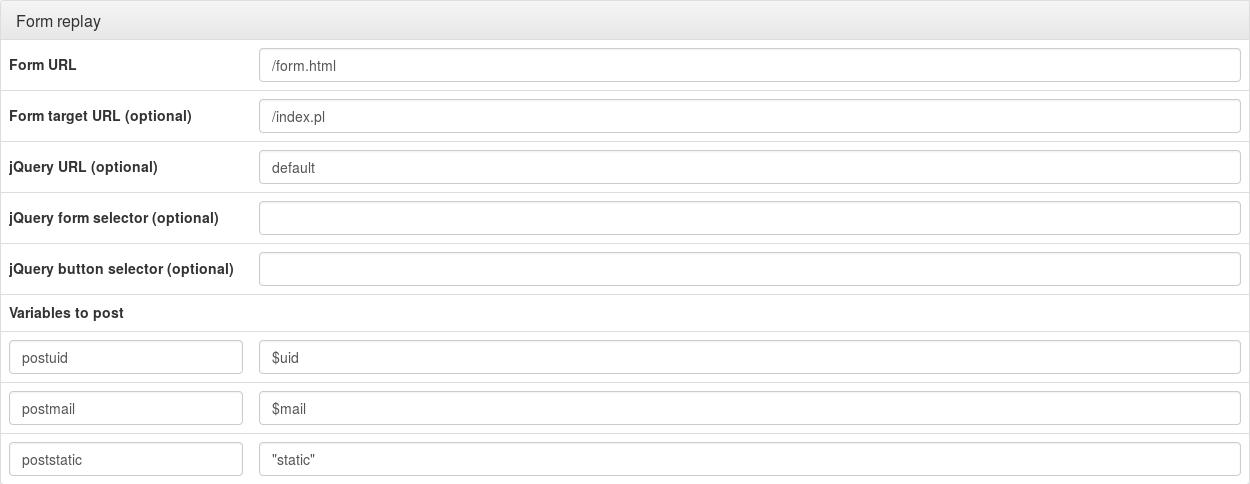 Form replay
Form URL /form.html
Form target URL (optional) /index.pl
jQuery URL (optional) default
jQuery form selector (optional)
jQuery button selector (optional)
Variables to post
postuid $uid
postmail $mail
poststatic "static"